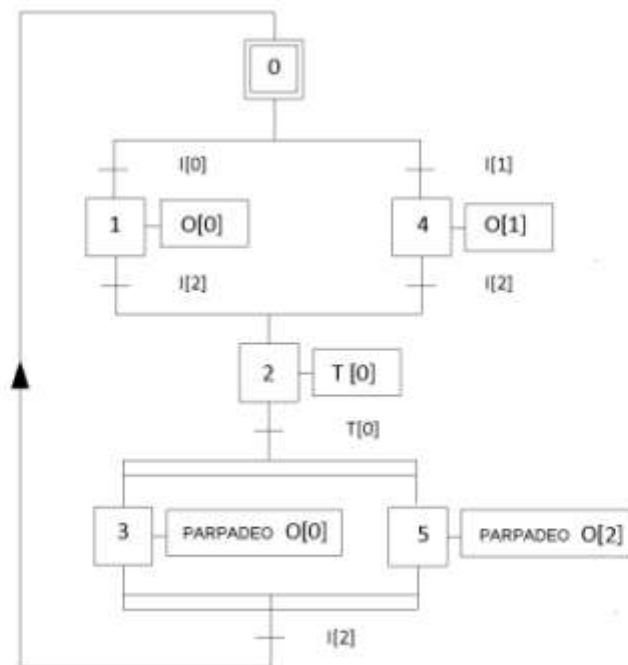 0
I[0]
I[1]
1
O[0]
4
O[1]
I[2]
I[2]
2
T [0]
T[0]
3
PARPADEO O[0]
5
PARPADEO O[2]
I[2]